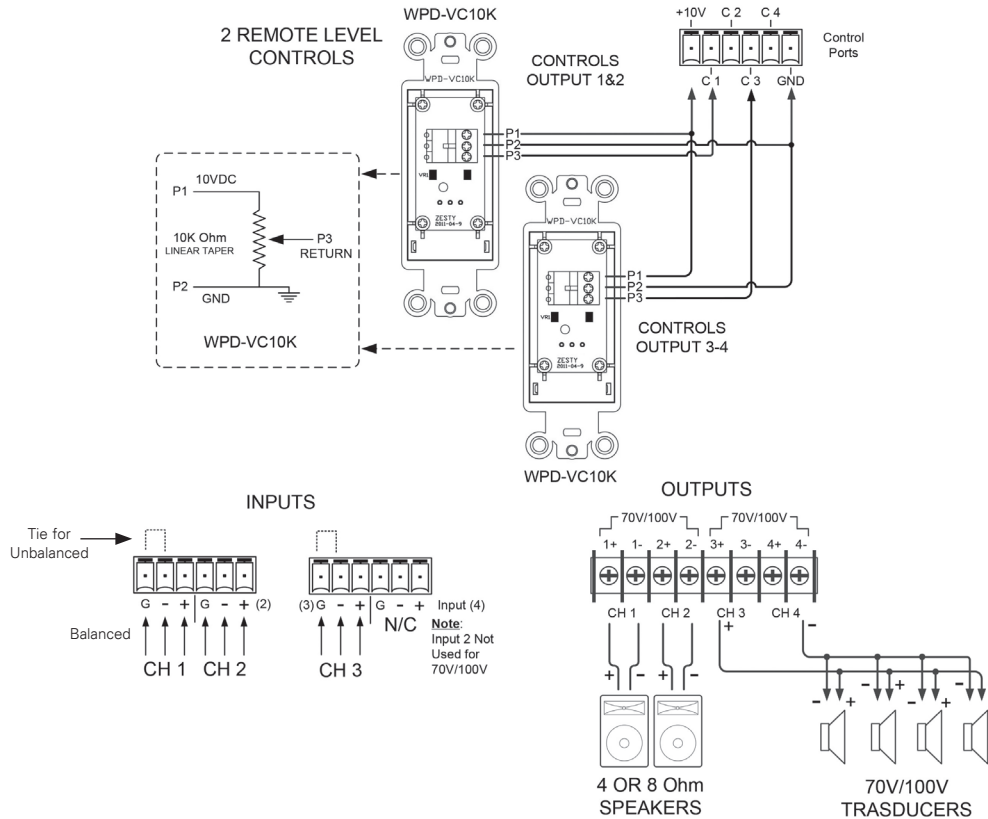 WPD-VC10K
2 REMOTE LEVEL
CONTROLS
+10V C 2 C 4
Control
Ports
C 1 C 3 GND
CONTROLS
OUTPUT 1&2
WPD-VC10K
P1
P2
P3
VR1
ZESTY
2011-04-9
10VDC
P1
10K Ohm
LINEAR TAPER
P3
RETURN
P2
GND
WPD-VC10K
WPD-VC10K
P1
P2
P3
VR1
ZESTY
2011-04-9
CONTROLS
OUTPUT 3-4
WPD-VC10K
INPUTS
Tie for
Unbalanced
G - + G - + (2)
Balanced
CH 1 CH 2
(3) G - + G - + Input (4)
CH 3
N/C
Note:
Input 2 Not
Used for
70V/100V
OUTPUTS
70V/100V 70V/100V
1+ 1- 2+ 2- 3+ 3- 4+ 4-
CH 1 CH 2 CH 3 CH 4
+ -
+ - + -
- + - + - + - +
4 OR 8 Ohm
SPEAKERS
70V/100V
TRASDUCERS